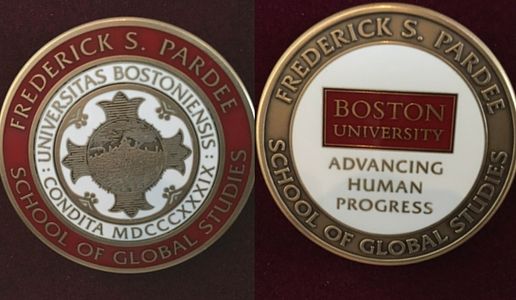 FREDERICK S. PARDEE
SCHOOL OF GLOBAL STUDIES
UNIVERSITAS BOSTONIENSIS
CONDITA MDCCCXXXIX
FREDERICK S. PARDEE
SCHOOL OF GLOBAL STUDIES
BOSTON
UNIVERSITY
ADVANCING
HUMAN
PROGRESS